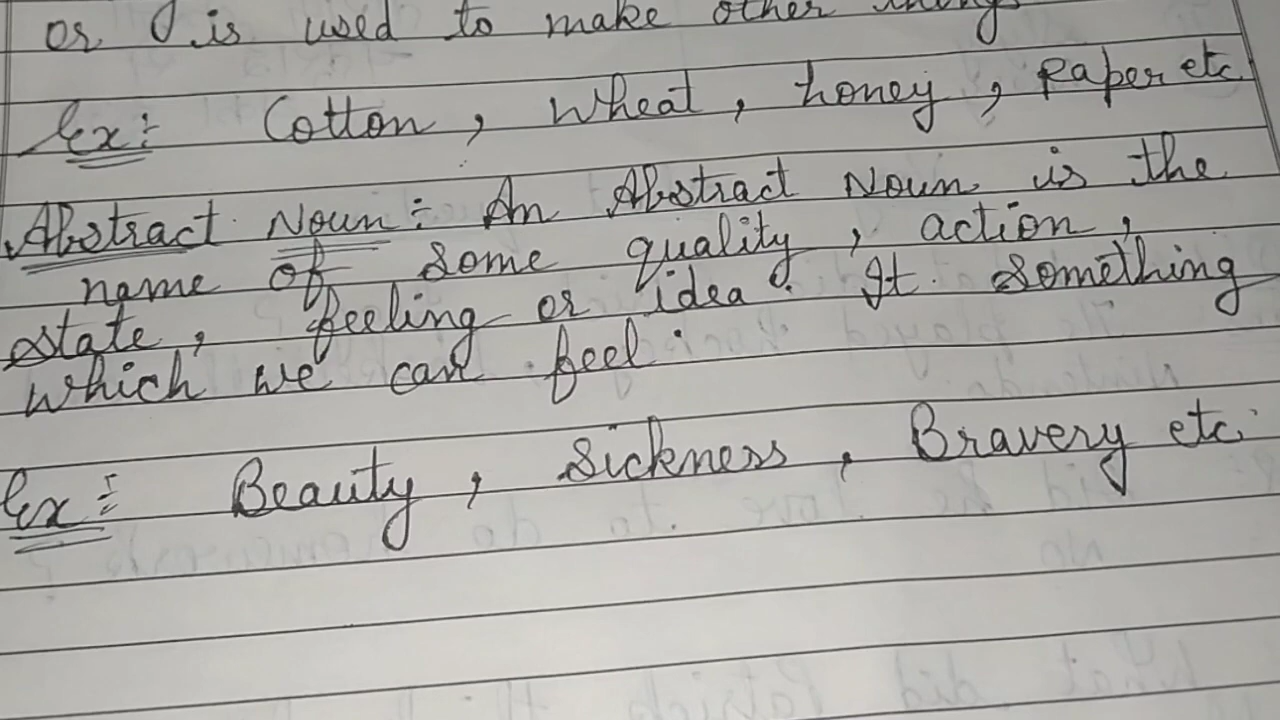 or is used to make other things
Ex:- Cotton, Wheat, honey, Paper etc
Abstract Noun:- An Abstract Noun is the
name of some quality, action,
state, feeling or idea. It something
which we can feel.
Ex:- Beauty, Sickness, Bravery etc.